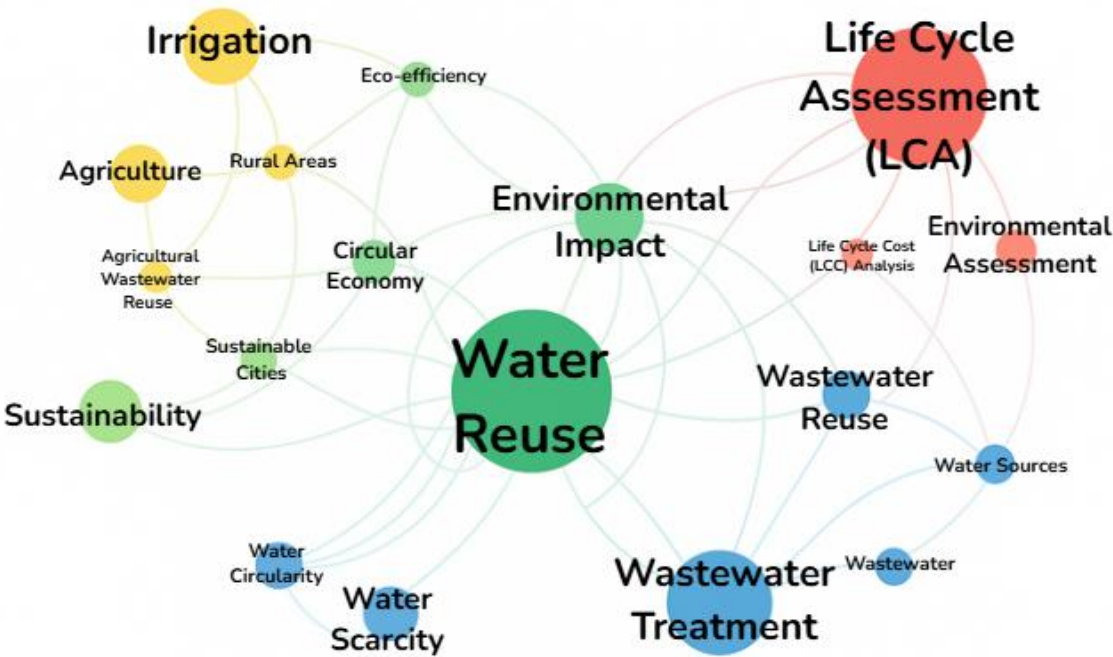 Irrigation
Eco-efficiency
Life Cycle
Assessment
(LCA)
Agriculture
Rural Areas
Environmental
Impact
Agricultural
Wastewater
Reuse
Circular
Economy
Life Cycle Cost
(LCC) Analysis
Environmental
Assessment
Sustainable
Cities
Water
Reuse
Sustainability
Wastewater
Reuse
Water Sources
Water
Circularity
Water
Scarcity
Wastewater
Treatment
Wastewater